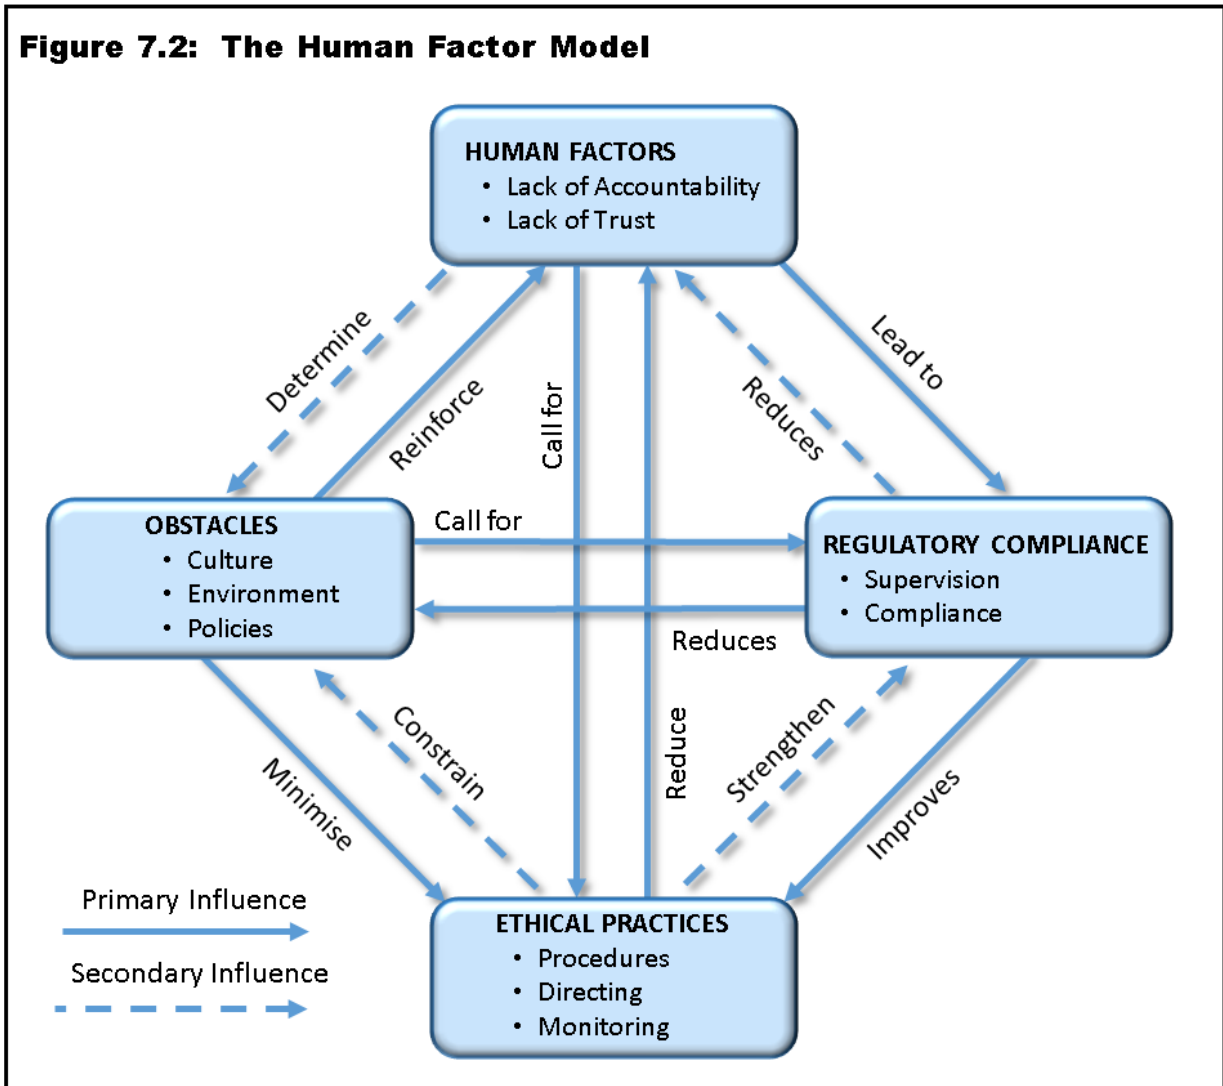 Figure 7.2: The Human Factor Model
HUMAN FACTORS
• Lack of Accountability
• Lack of Trust
Determine
Reinforce
Call for
Reduces
Lead to
OBSTACLES
• Culture
• Environment
• Policies
Call for
Reduces
REGULATORY COMPLIANCE
• Supervision
• Compliance
Minimise
Constrain
Reduce
Strengthen
Improves
Primary Influence
Secondary Influence
ETHICAL PRACTICES
• Procedures
• Directing
• Monitoring